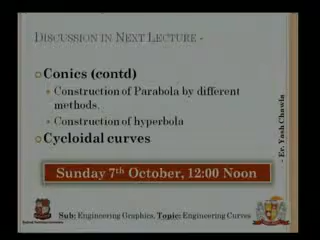 DISCUSSION IN NEXT LECTURE -
Conics (contd)
Construction of Parabola by different
methods.
Construction of hyperbola
Cycloidal curves
Sunday 7th October, 12:00 Noon
- Er. Yash Chawla
Sub: Engineering Graphics, Topic: Engineering Curves